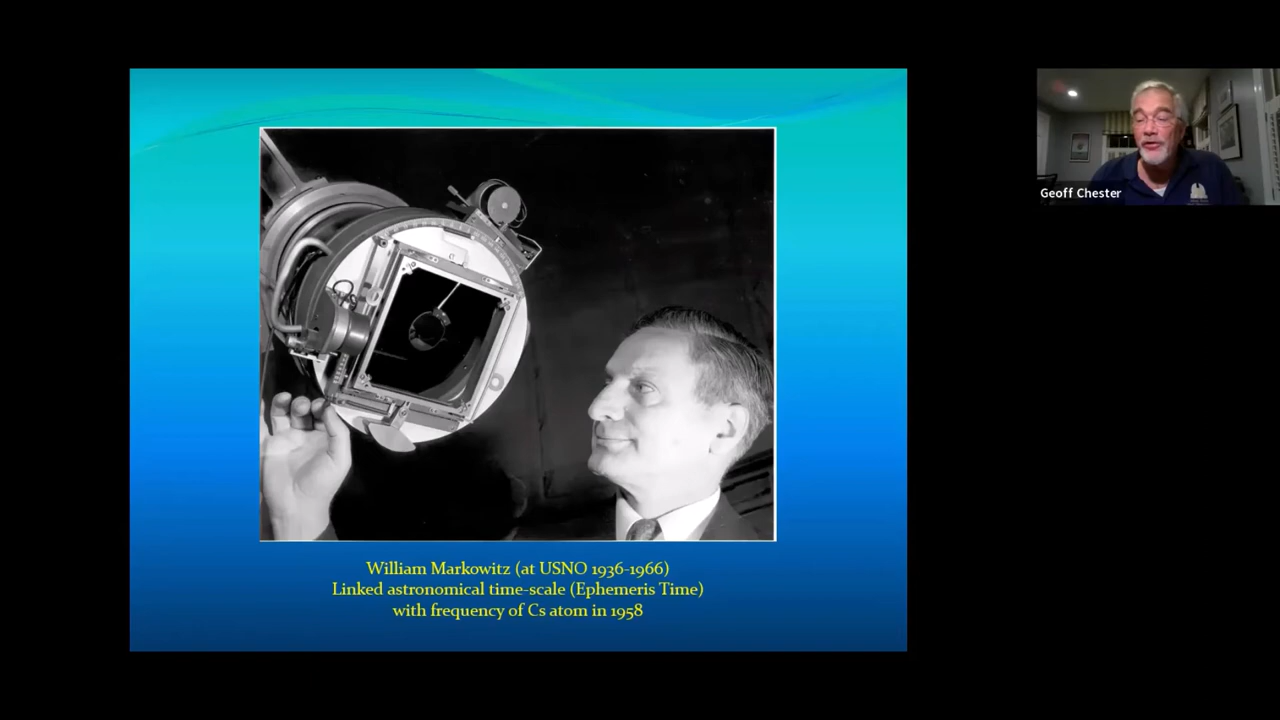 William Markowitz (at USNO 1936-1966)
Linked astronomical time-scale (Ephemeris Time)
with frequency of Cs atom in 1958
Geoff Chester